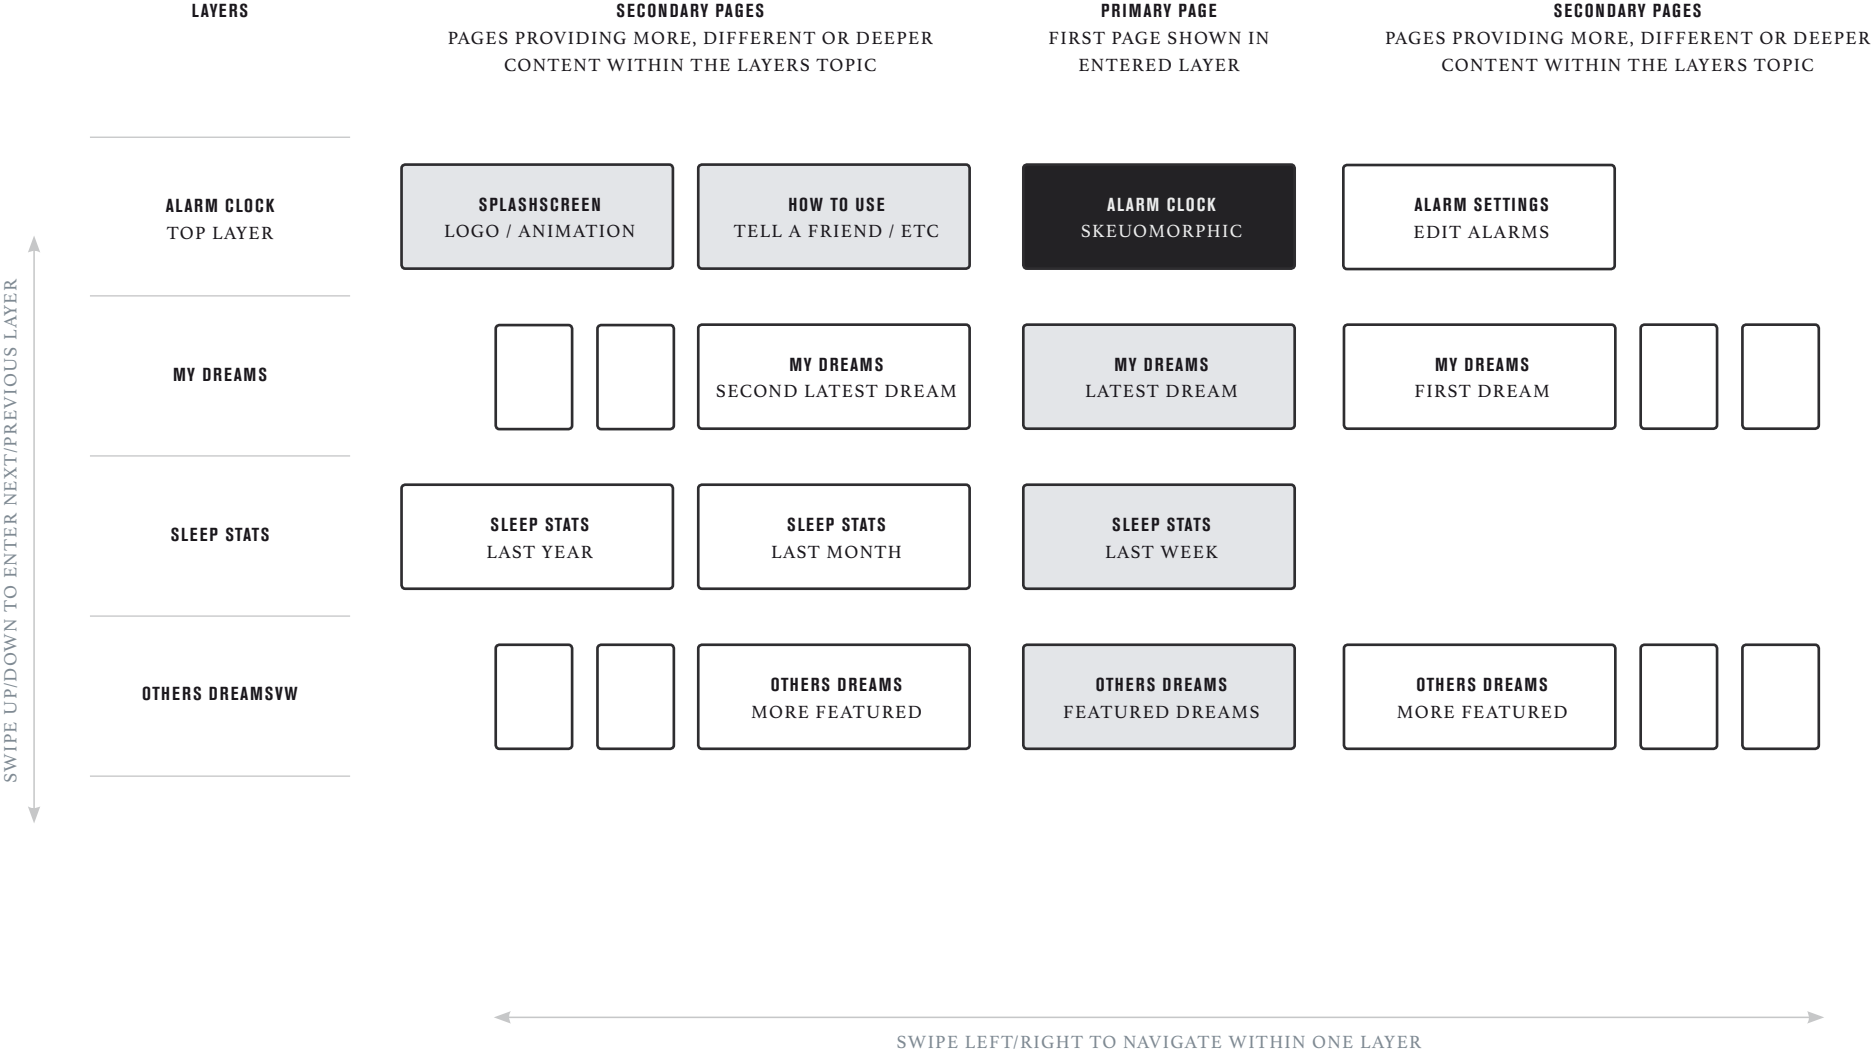 LAYERS
SECONDARY PAGES
PAGES PROVIDING MORE, DIFFERENT OR DEEPER
CONTENT WITHIN THE LAYERS TOPIC
PRIMARY PAGE
FIRST PAGE SHOWN IN
ENTERED LAYER
SECONDARY PAGES
PAGES PROVIDING MORE, DIFFERENT OR DEEPER
CONTENT WITHIN THE LAYERS TOPIC
ALARM CLOCK
TOP LAYER
SPLASHSCREEN
LOGO / ANIMATION
HOW TO USE
TELL A FRIEND / ETC
ALARM CLOCK
SKEUOMORPHIC
ALARM SETTINGS
EDIT ALARMS
MY DREAMS
MY DREAMS
SECOND LATEST DREAM
MY DREAMS
LATEST DREAM
MY DREAMS
FIRST DREAM
SLEEP STATS
SLEEP STATS
LAST YEAR
SLEEP STATS
LAST MONTH
SLEEP STATS
LAST WEEK
OTHERS DREAMSVW
OTHERS DREAMS
MORE FEATURED
OTHERS DREAMS
FEATURED DREAMS
OTHERS DREAMS
MORE FEATURED
SWIPE UP/DOWN TO ENTER NEXT/PREVIOUS LAYER
SWIPE LEFT/RIGHT TO NAVIGATE WITHIN ONE LAYER